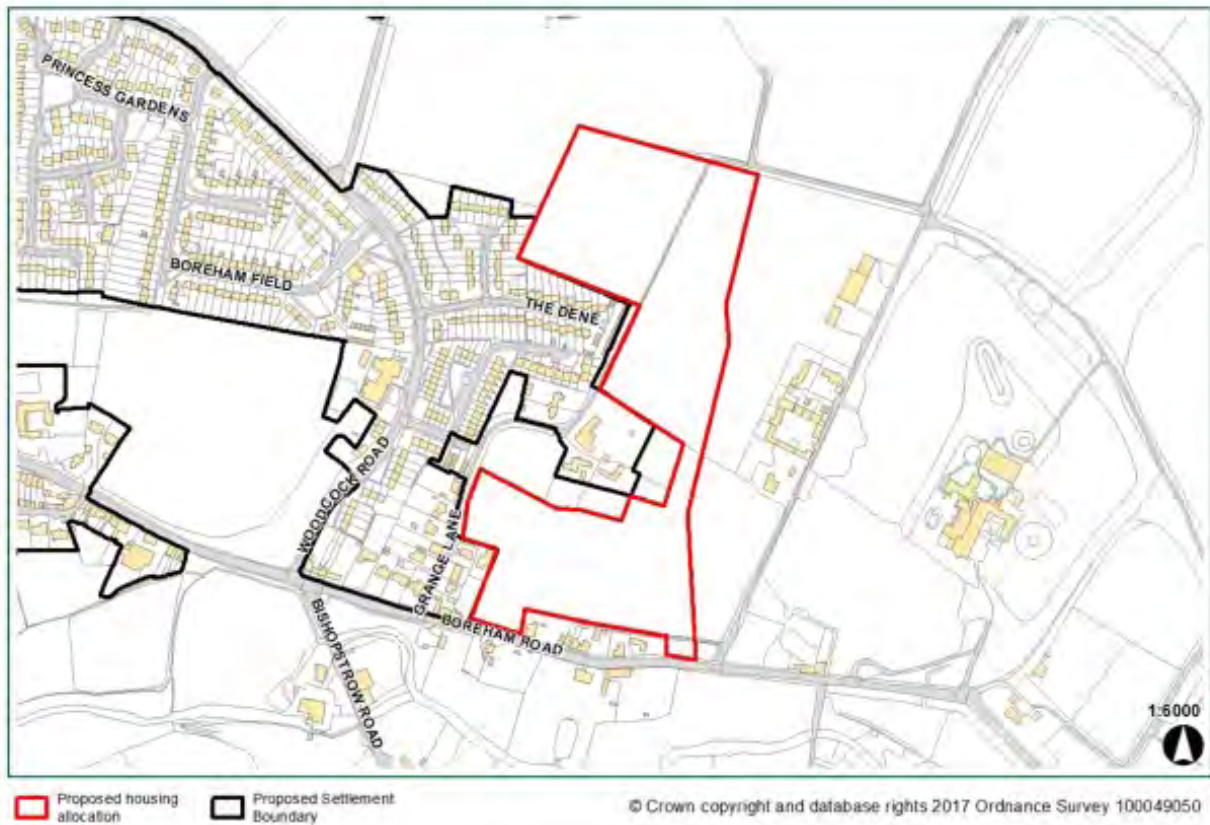 PRINCESS GARDENS
BOREHAM FIELD
THE DENE
WOODCOCK ROAD
GRANGE LANE
BOREHAM ROAD
BISHOPSTROW ROAD
1:5000
Proposed housing
allocation
Proposed Settlement
Boundary
© Crown copyright and database rights 2017 Ordnance Survey 100049050